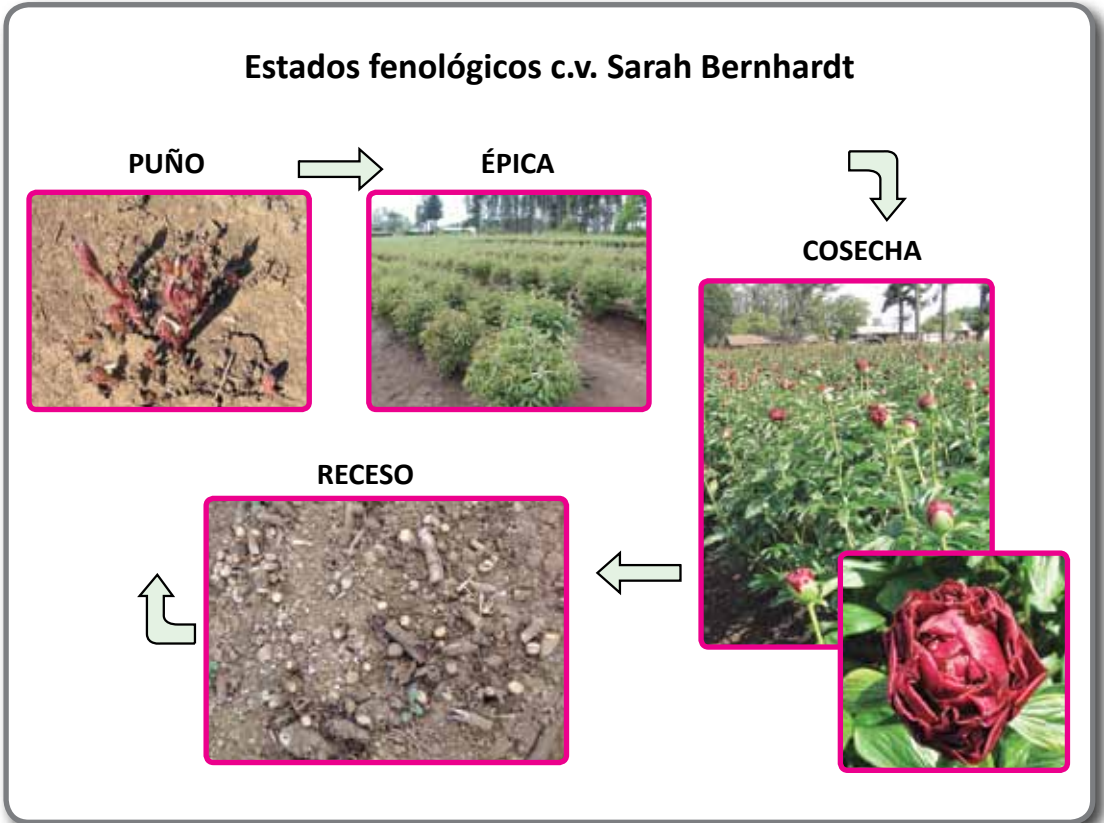 Estados fenológicos c.v. Sarah Bernhardt
PUÑO
ÉPICA
COSECHA
RECESO